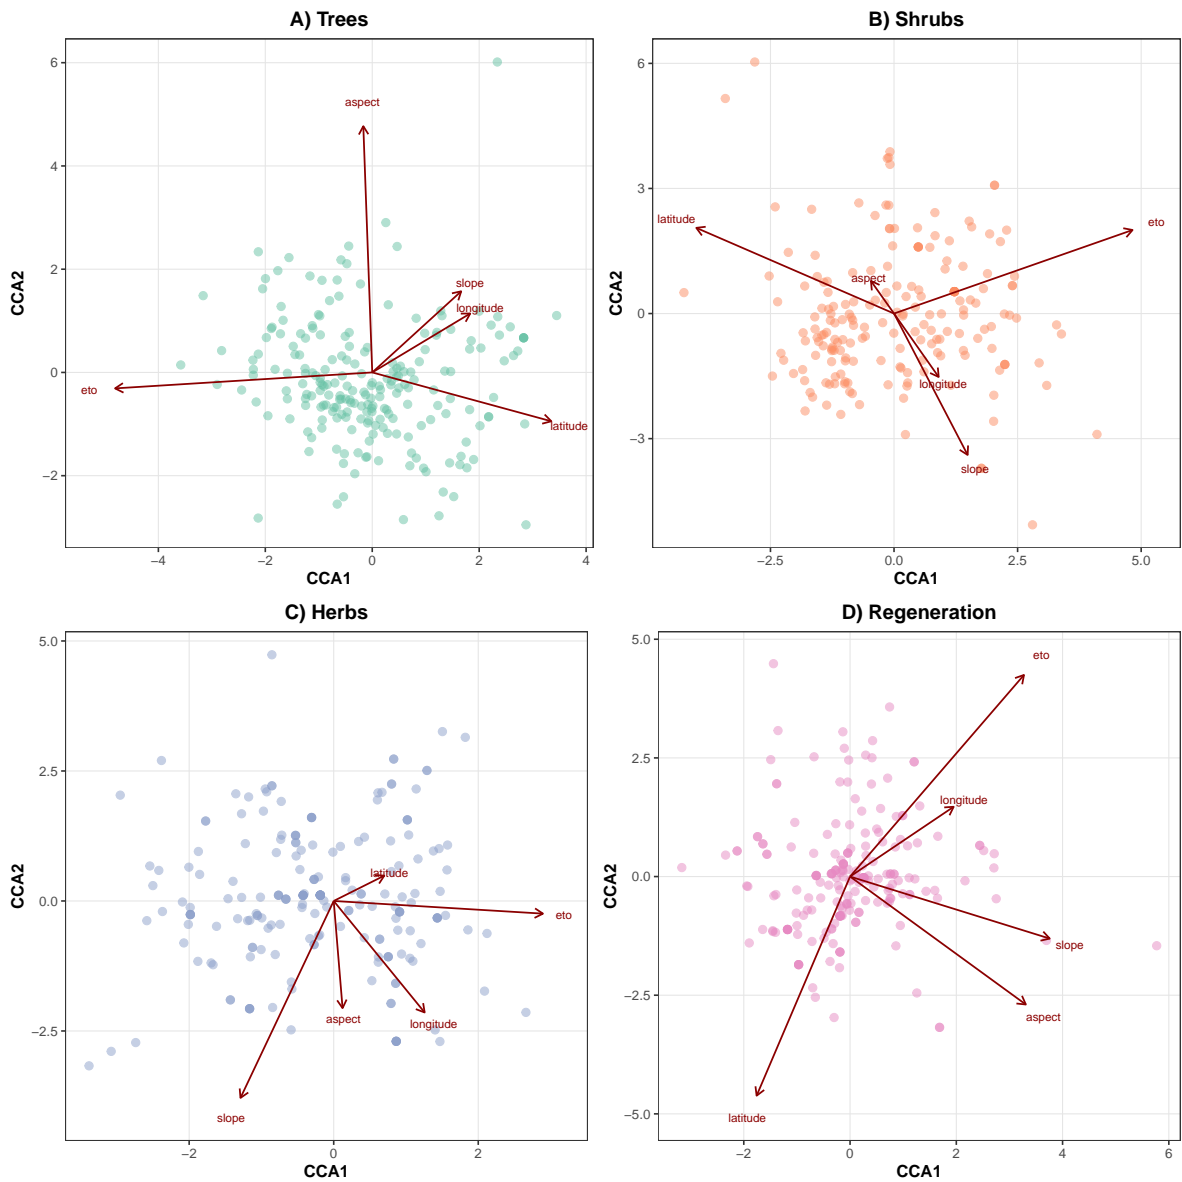 A) Trees
6
4
2
0
−2
CCA2
aspect
slope
longitude
eto
latitude
−4
−2
0
2
4
CCA1
B) Shrubs
6
3
0
−3
CCA2
latitude
eto
aspect
longitude
slope
−2.5
0.0
2.5
5.0
CCA1
C) Herbs
5.0
2.5
0.0
−2.5
CCA2
latitude
eto
aspect
longitude
slope
−2
0
2
CCA1
D) Regeneration
5.0
2.5
0.0
−2.5
−5.0
CCA2
eto
longitude
slope
aspect
latitude
−2
0
2
4
6
CCA1